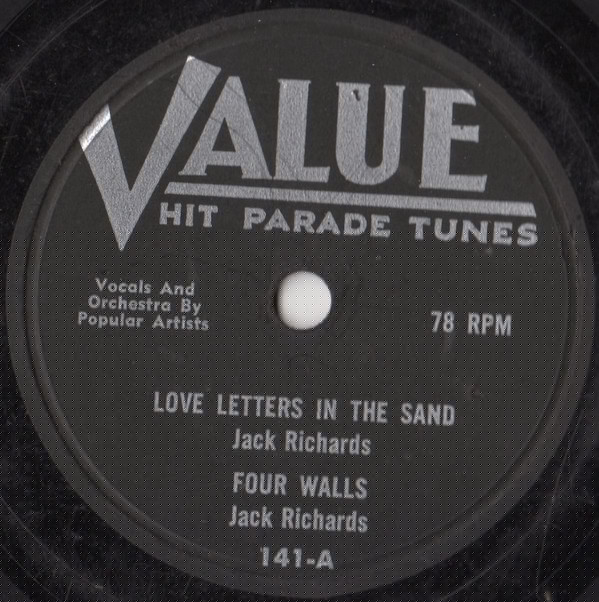 VALUE
HIT PARADE TUNES
Vocals And
Orchestra By
Popular Artists
78 RPM
LOVE LETTERS IN THE SAND
Jack Richards
FOUR WALLS
Jack Richards
141-A